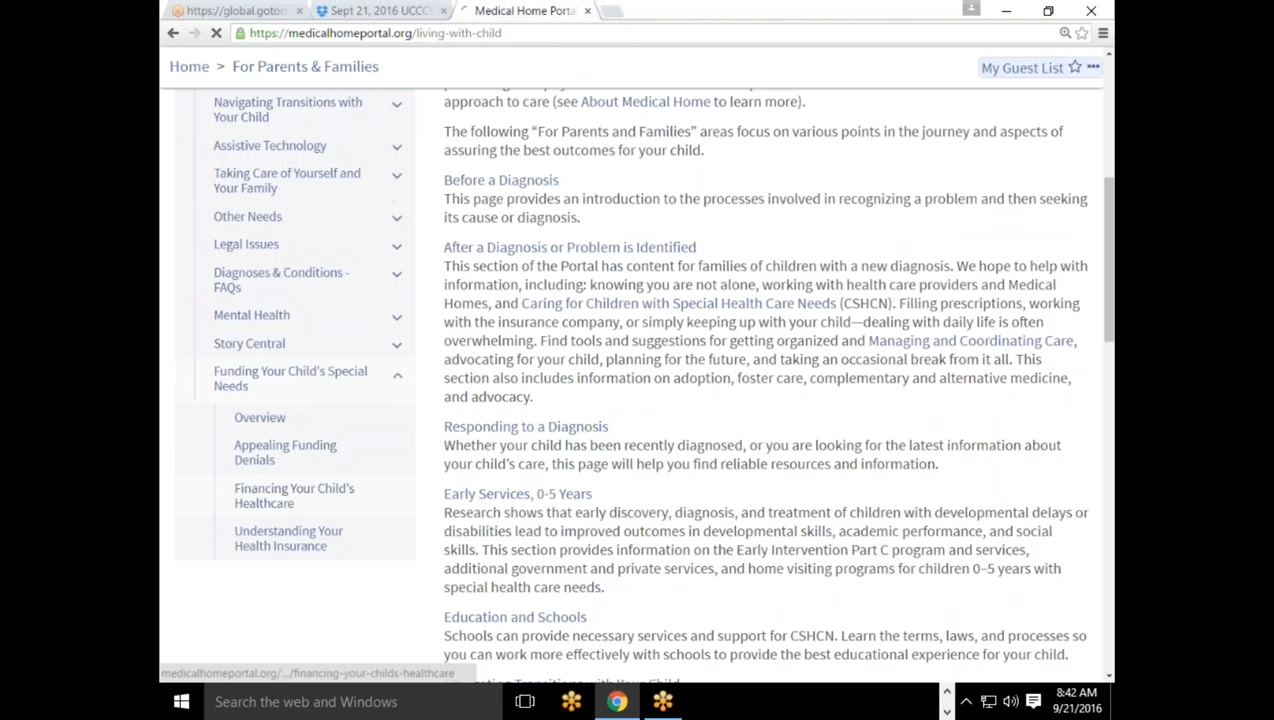 https://global.gotom
Sept 21, 2016 UCCCF
Medical Home Porta
https://medicalhomeportal.org/living-with-child
Home > For Parents & Families
My Guest List
Navigating Transitions with
Your Child
Assistive Technology
Taking Care of Yourself and
Your Family
Other Needs
Legal Issues
Diagnoses & Conditions -
FAQs
Mental Health
Story Central
Funding Your Child's Special
Needs
Overview
Appealing Funding
Denials
Financing Your Child's
Healthcare
Understanding Your
Health Insurance
approach to care (see About Medical Home to learn more).
The following “For Parents and Families” areas focus on various points in the journey and aspects of
assuring the best outcomes for your child.
Before a Diagnosis
This page provides an introduction to the processes involved in recognizing a problem and then seeking
its cause or diagnosis.
After a Diagnosis or Problem is Identified
This section of the Portal has content for families of children with a new diagnosis. We hope to help with
information, including: knowing you are not alone, working with health care providers and Medical
Homes, and Caring for Children with Special Health Care Needs (CSHCN). Filling prescriptions, working
with the insurance company, or simply keeping up with your child—dealing with daily life is often
overwhelming. Find tools and suggestions for getting organized and Managing and Coordinating Care,
advocating for your child, planning for the future, and taking an occasional break from it all. This
section also includes information on adoption, foster care, complementary and alternative medicine,
and advocacy.
Responding to a Diagnosis
Whether your child has been recently diagnosed, or you are looking for the latest information about
your child's care, this page will help you find reliable resources and information.
Early Services, 0-5 Years
Research shows that early discovery, diagnosis, and treatment of children with developmental delays or
disabilities lead to improved outcomes in developmental skills, academic performance, and social
skills. This section provides information on the Early Intervention Part C program and services,
additional government and private services, and home visiting programs for children 0–5 years with
special health care needs.
Education and Schools
Schools can provide necessary services and support for CSHCN. Learn the terms, laws, and processes so
you can work more effectively with schools to provide the best educational experience for your child.
medicalhomeportal.org/.../financing-your-childs-healthcare
Search the web and Windows
8:42 AM
9/21/2016